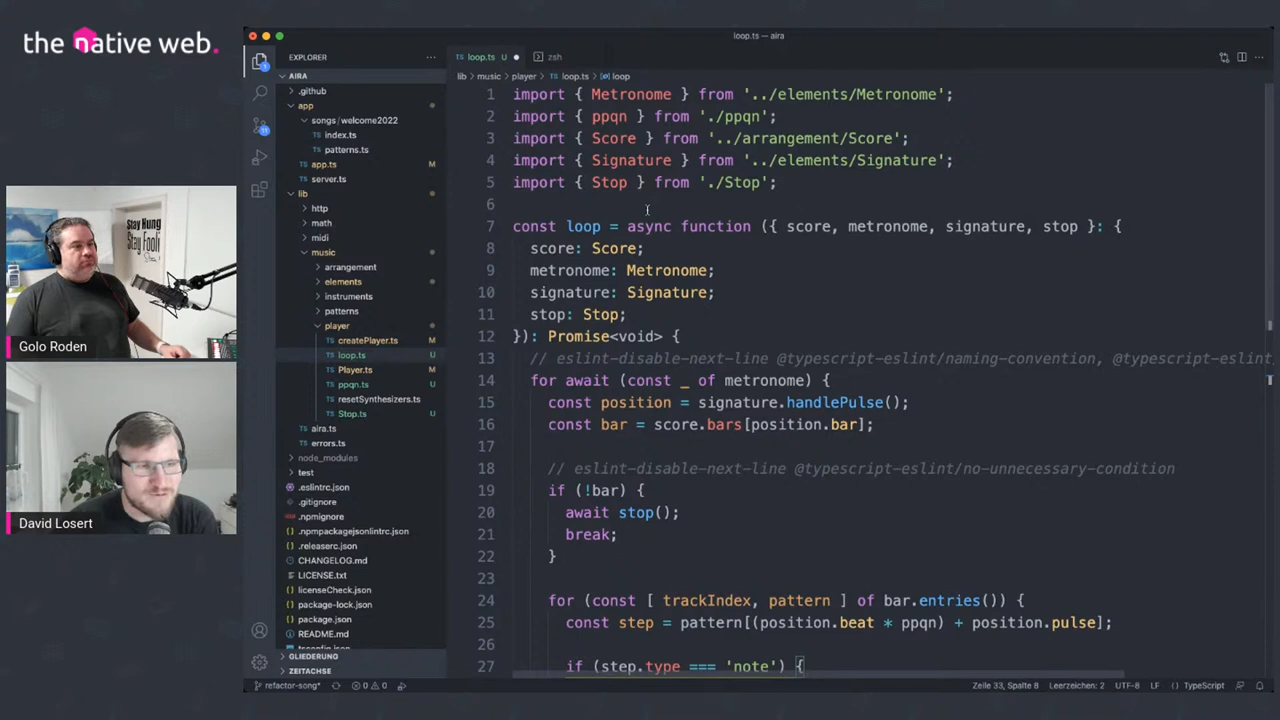 the native web.
Stay Hung
Stay Fooli
Golo Roden
David Losert
loop.ts — aira
EXPLORER
AIRA
.github
app
songs/welcome2022
index.ts
patterns.ts
app.ts M
server.ts
lib
http
math
midi
music
arrangement
elements
instruments
patterns
player
createPlayer.ts M
loop.ts U
Player.ts M
ppqn.ts U
resetSynthesizers.ts M
Stop.ts U
aira.ts
errors.ts
node_modules
test
.eslintrc.json
.gitignore
.npmignore
.npmpackagejsonlintrc.json
.releaserc.json
CHANGELOG.md
LICENSE.txt
licenseCheck.json
package-lock.json
package.json
README.md
tsconfig.json
GLIEDERUNG
ZEITACHSE
TS loop.ts U
zsh
lib > music > player > TS loop.ts > loop
1 import { Metronome } from '../elements/Metronome';
2 import { ppqn } from './ppqn';
3 import { Score } from '../arrangement/Score';
4 import { Signature } from '../elements/Signature';
5 import { Stop } from './Stop';
6
7 const loop = async function ({ score, metronome, signature, stop }: {
8 score: Score;
9 metronome: Metronome;
10 signature: Signature;
11 stop: Stop;
12 }): Promise<void> {
13 // eslint-disable-next-line @typescript-eslint/naming-convention, @typescript-eslint
14 for await (const _ of metronome) {
15 const position = signature.handlePulse();
16 const bar = score.bars[position.bar];
17
18 // eslint-disable-next-line @typescript-eslint/no-unnecessary-condition
19 if (!bar) {
20 await stop();
21 break;
22 }
23
24 for (const [ trackIndex, pattern ] of bar.entries()) {
25 const step = pattern[(position.beat * ppqn) + position.pulse];
26
27 if (step.type === 'note') {
refactor-song* 0 0
Zeile 33, Spalte 8 Leerzeichen: 2 UTF-8 LF { } TypeScript